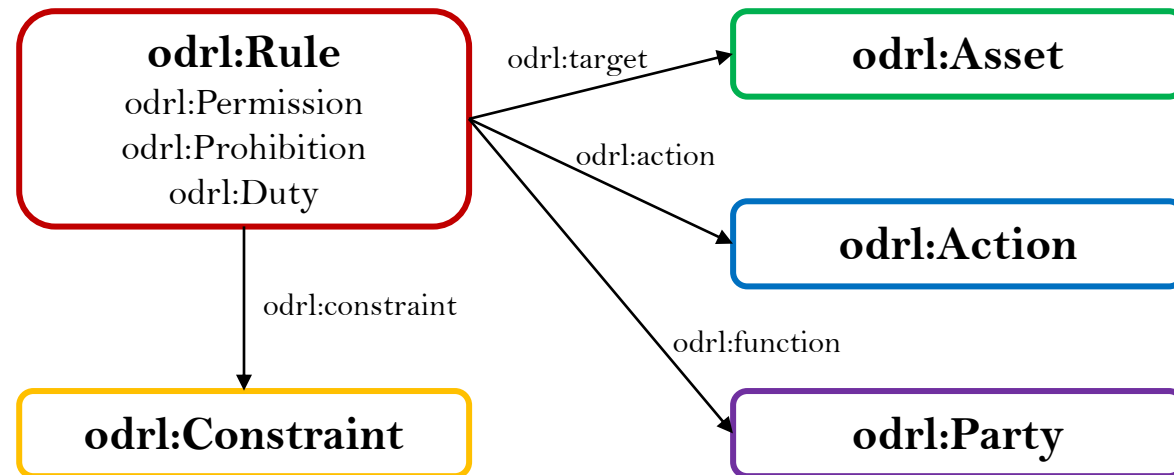 odrl:Rule
odrl:Permission
odrl:Prohibition
odrl:Duty
odrl:target
odrl:Asset
odrl:action
odrl:Action
odrl:constraint
odrl:function
odrl:Constraint
odrl:Party